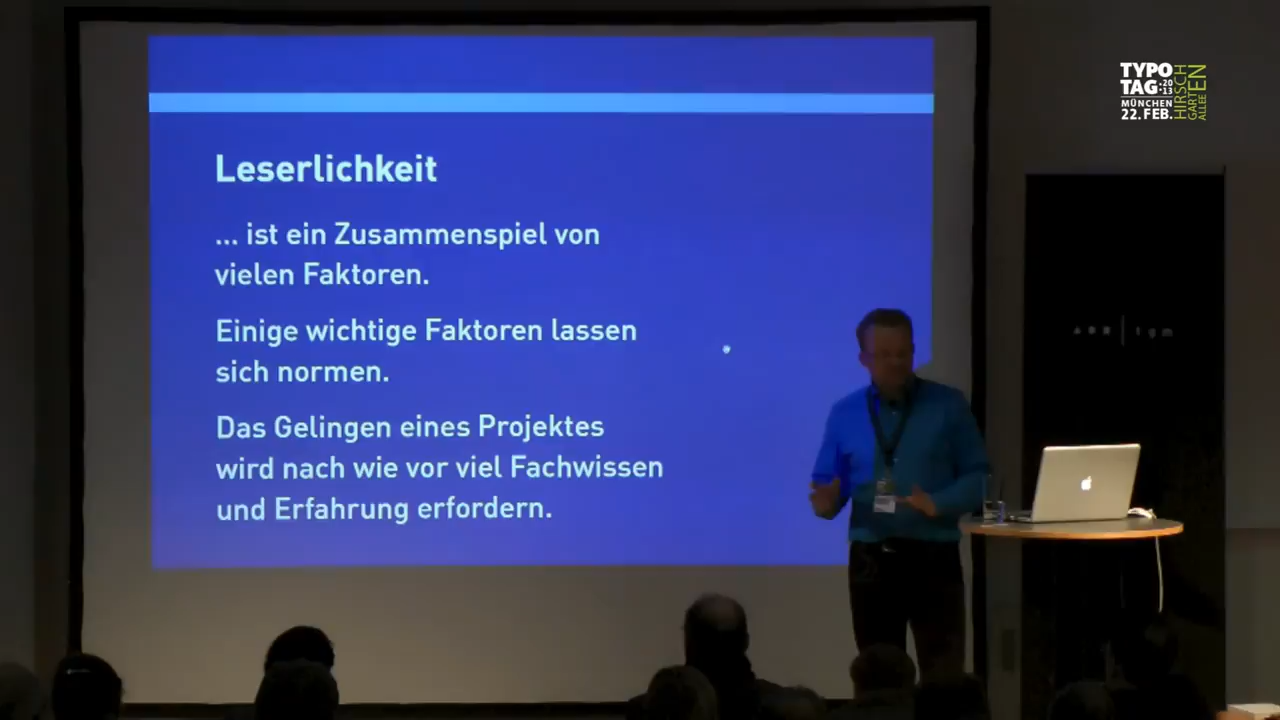 Leserlichkeit
... ist ein Zusammenspiel von
vielen Faktoren.
Einige wichtige Faktoren lassen
sich normen.
Das Gelingen eines Projektes
wird nach wie vor viel Fachwissen
und Erfahrung erfordern.
TYPO
TAG:20
:13
MÜNCHEN
22. FEB.
HIRSCH
GARTEN
ALLEE
tgm